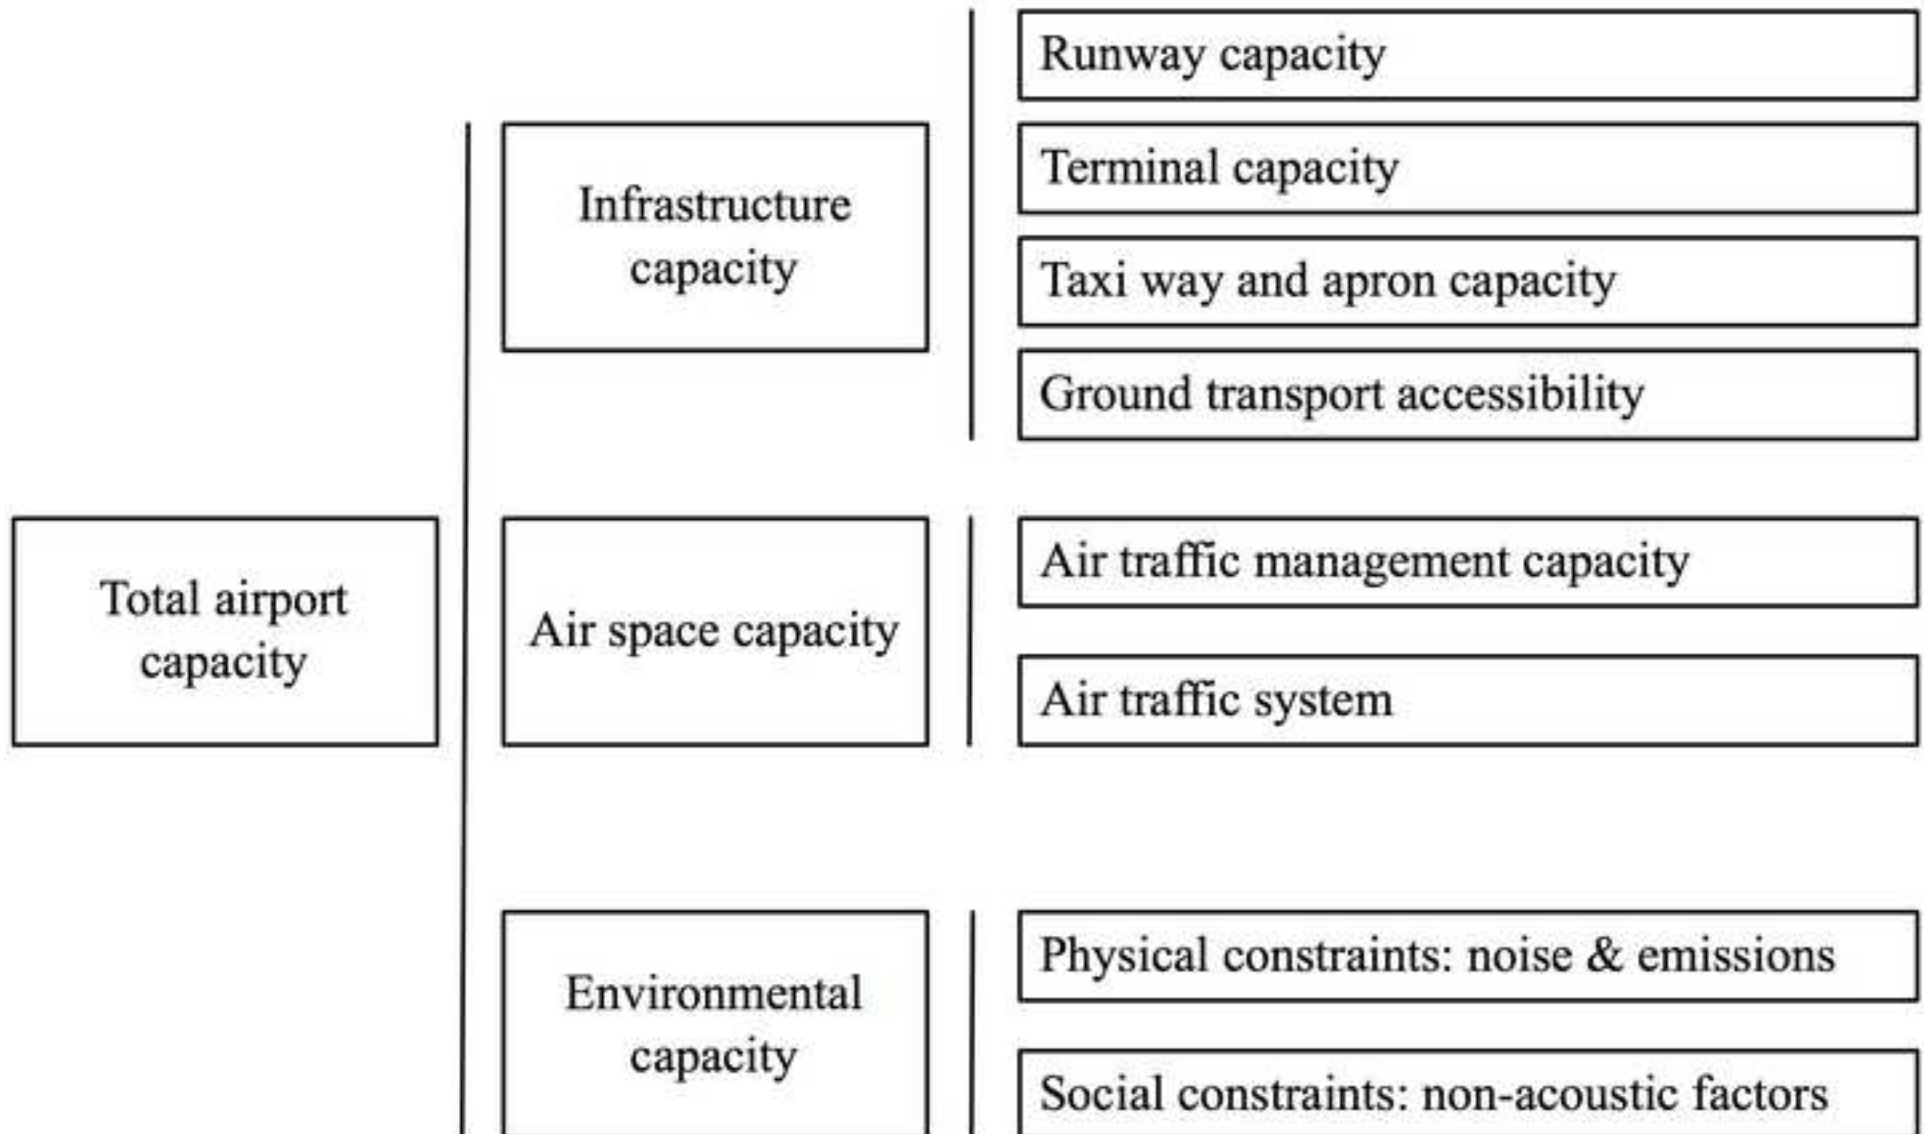 Runway capacity
Terminal capacity
Infrastructure
capacity
Taxi way and apron capacity
Ground transport accessibility
Total airport
capacity
Air space capacity
Air traffic management capacity
Air traffic system
Environmental
capacity
Physical constraints: noise & emissions
Social constraints: non-acoustic factors